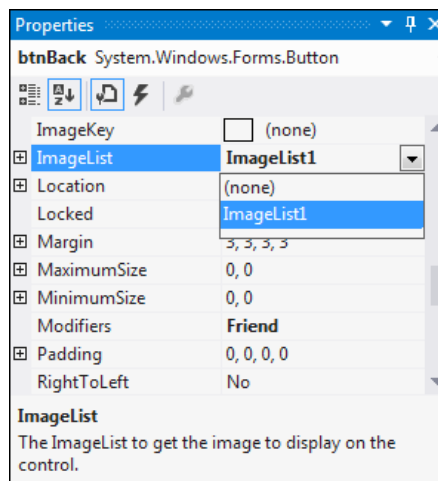 Properties
btnBack System.Windows.Forms.Button
ImageKey (none)
ImageList ImageList1
Location (none)
Locked ImageList1
Margin 3, 3, 3, 3
MaximumSize 0, 0
MinimumSize 0, 0
Modifiers Friend
Padding 0, 0, 0, 0
RightToLeft No
ImageList
The ImageList to get the image to display on the
control.